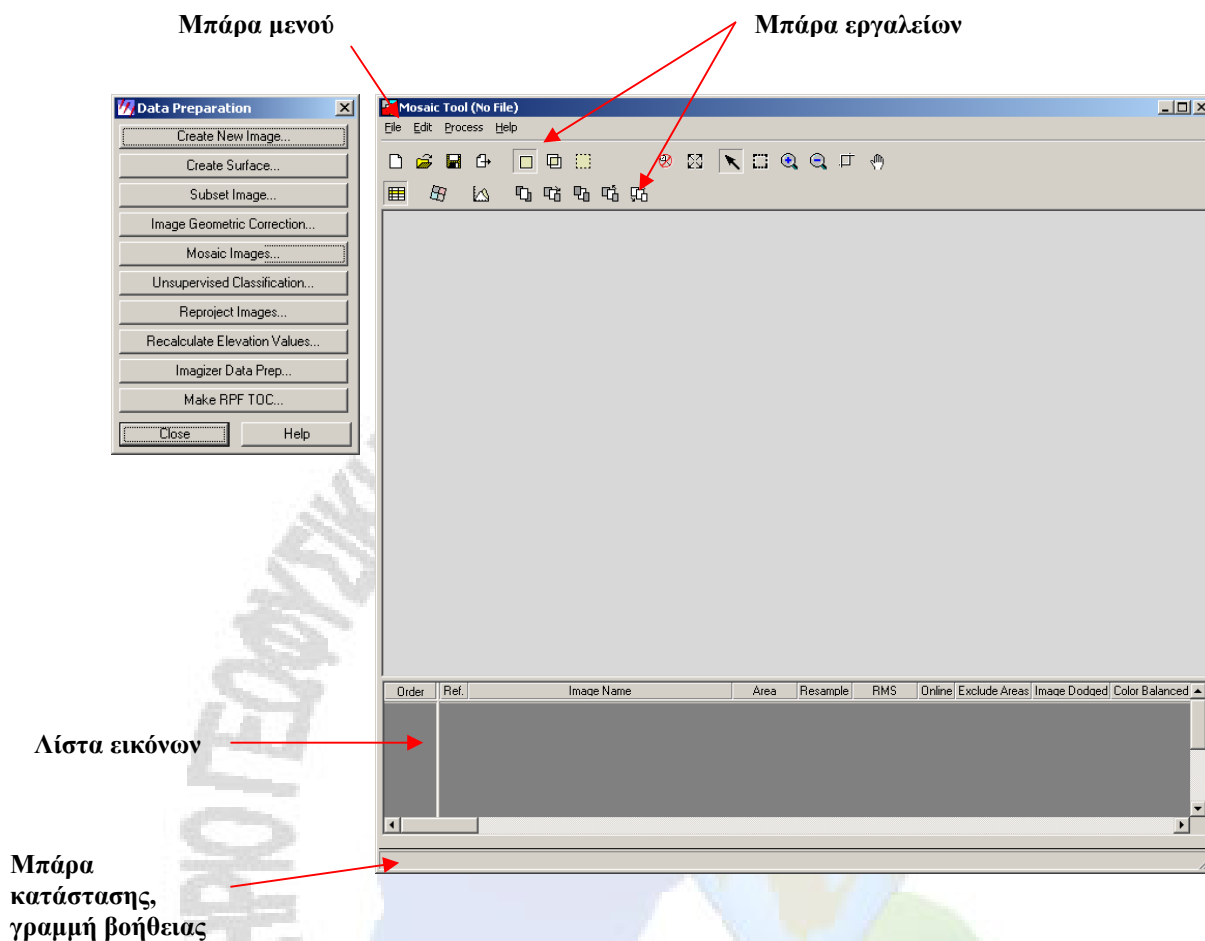 Μπάρα μενού
Μπάρα εργαλείων
Data Preparation
Create New Image...
Create Surface...
Subset Image...
Image Geometric Correction...
Mosaic Images...
Unsupervised Classification...
Reproject Images...
Recalculate Elevation Values...
Imagizer Data Prep...
Make RPF TOC...
Close Help
Mosaic Tool (No File)
File Edit Process Help
Order Ref. Image Name Area Resample RMS Online Exclude Areas Image Dodged Color Balanced
Λίστα εικόνων
Μπάρα
κατάστασης,
γραμμή βοήθειας